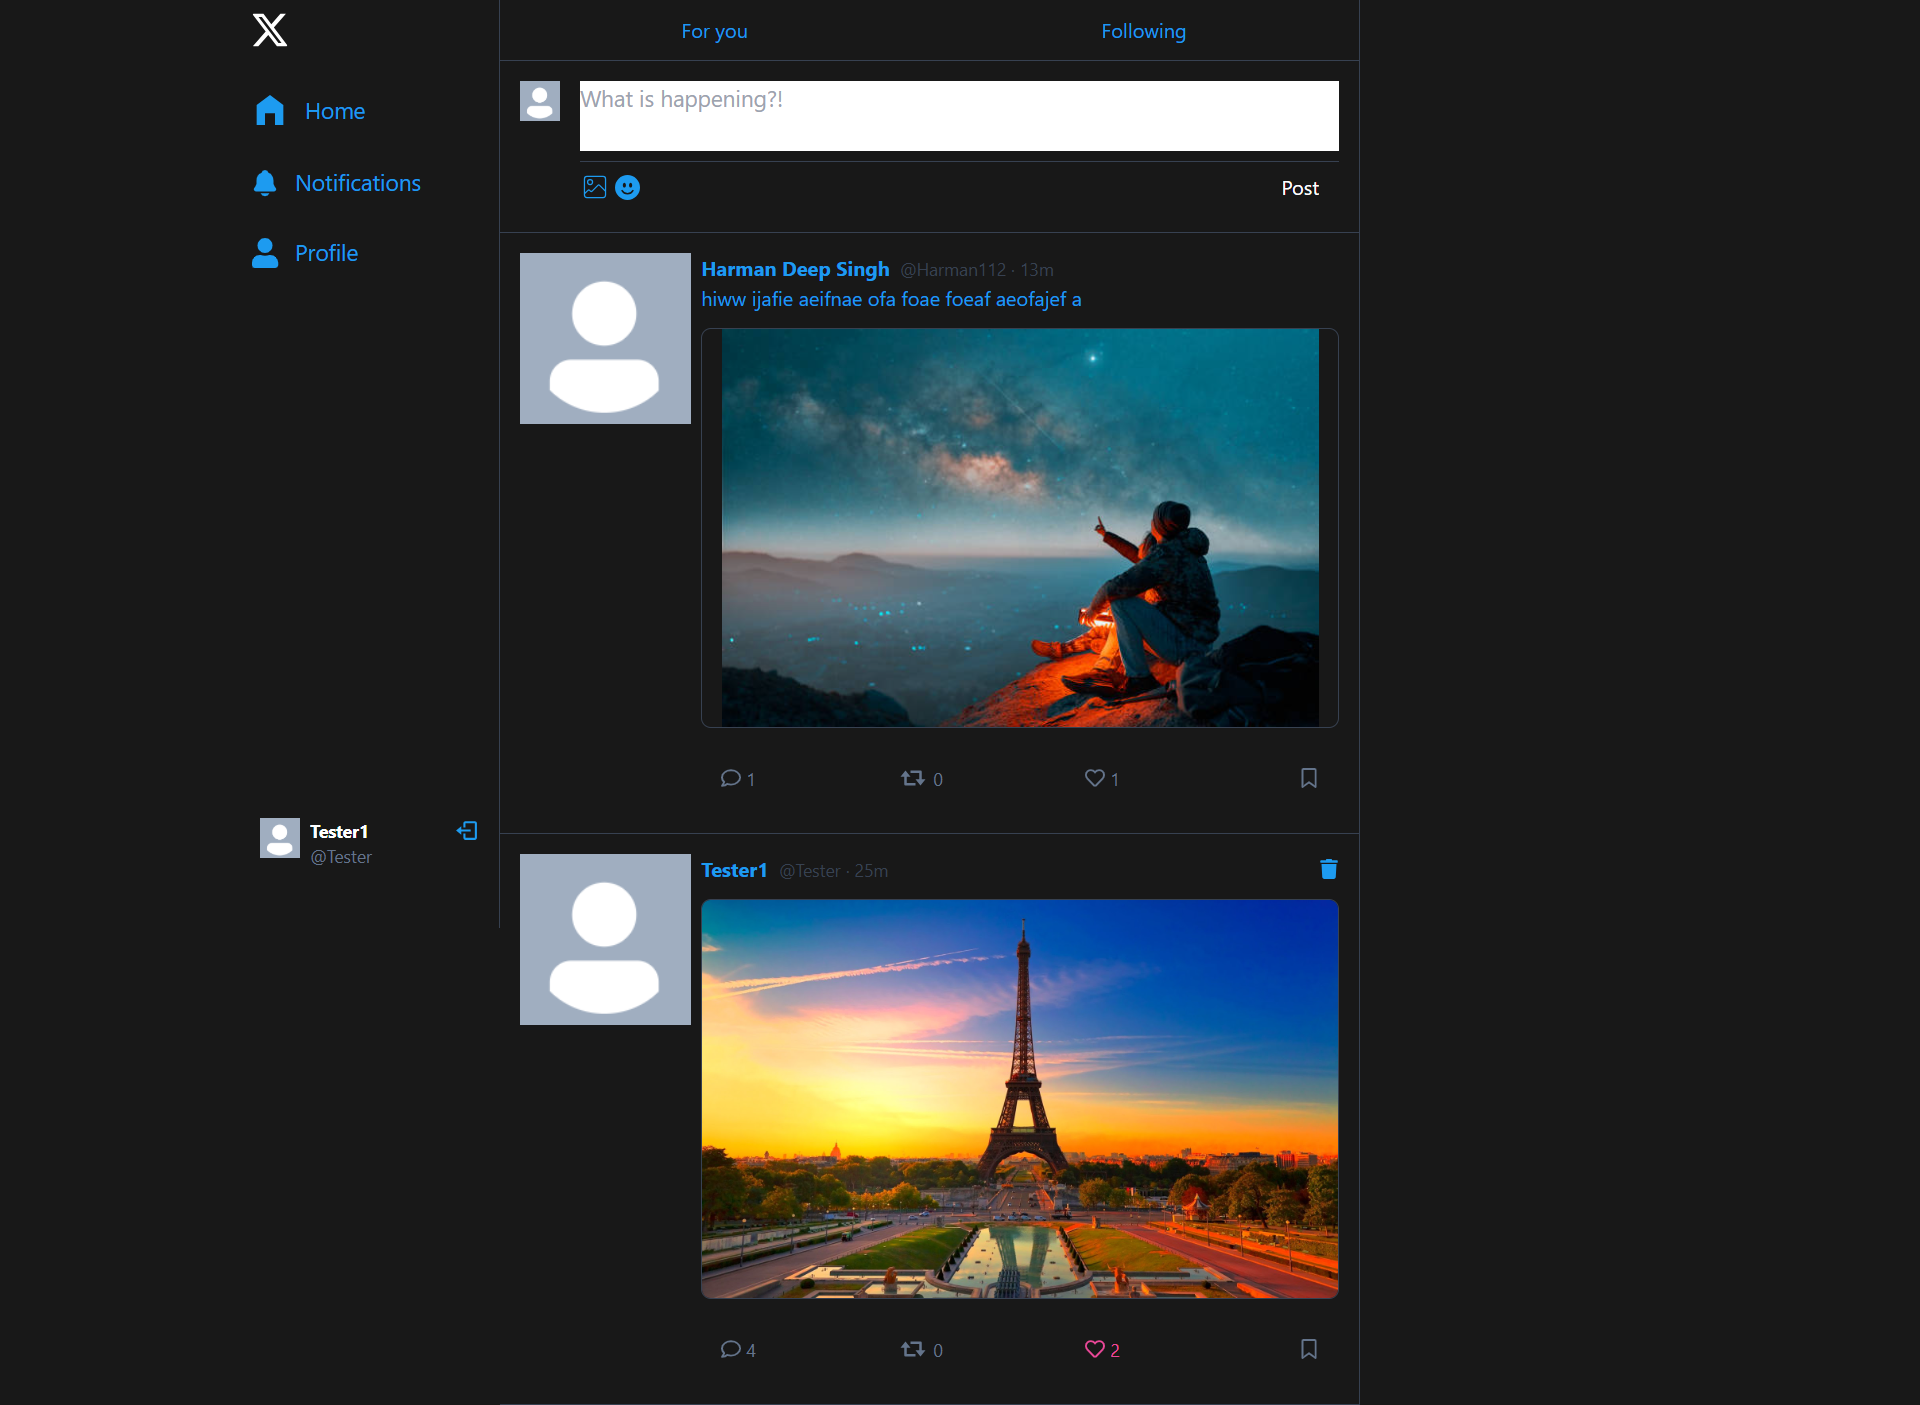 For you
Following
Home
Notifications
Profile
What is happening?!
Post
Harman Deep Singh @Harman112 · 13m
hiww ijafie aeifnae ofa foae foeaf aeofajef a
1
0
1
Tester1
@Tester
Tester1 @Tester · 25m
4
0
2